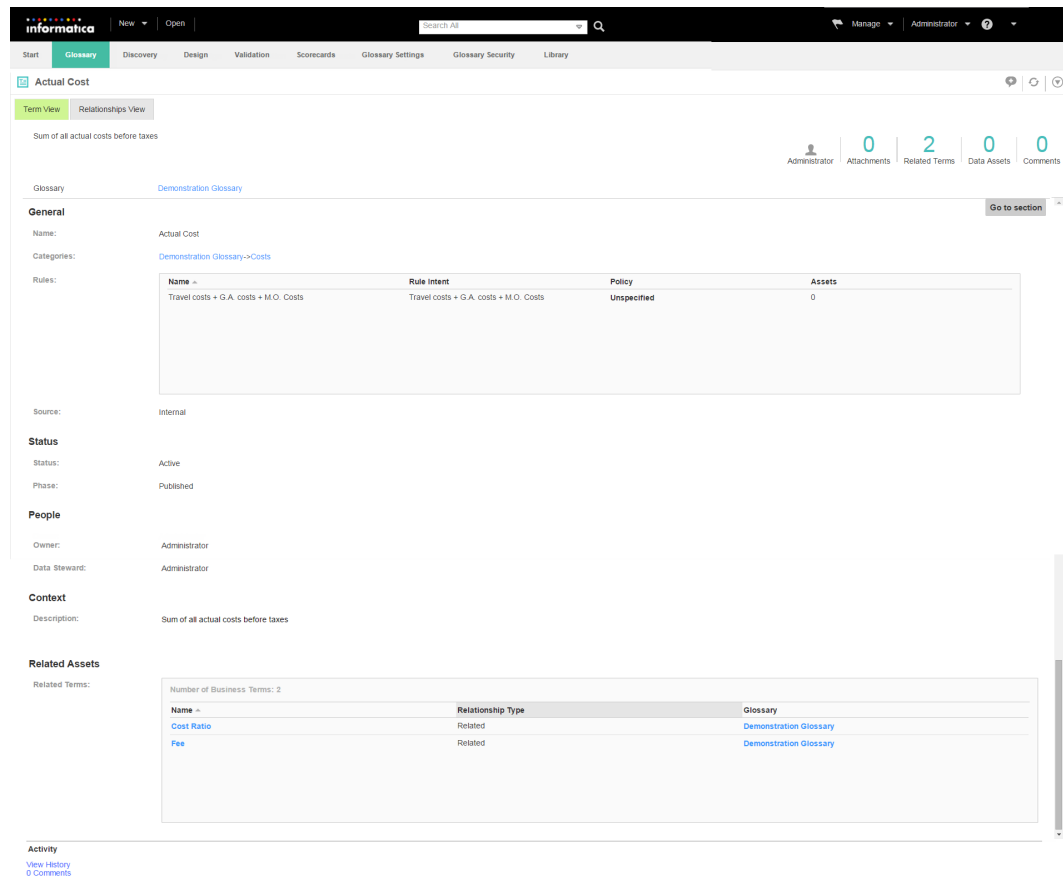 informatica New Open Search All Manage Administrator ?
Start Glossary Discovery Design Validation Scorecards Glossary Settings Glossary Security Library
Actual Cost
Term View Relationships View
Sum of all actual costs before taxes
0 2 0 0
Administrator Attachments Related Terms Data Assets Comments
Glossary Demonstration Glossary
General Go to section
Name: Actual Cost
Categories: Demonstration Glossary->Costs
Rules: Name Rule Intent Policy Assets
Travel costs + G.A. costs + M.O. Costs Travel costs + G.A. costs + M.O. Costs Unspecified 0
Source: Internal
Status
Status: Active
Phase: Published
People
Owner: Administrator
Data Steward: Administrator
Context
Description: Sum of all actual costs before taxes
Related Assets
Related Terms: Number of Business Terms: 2
Name Relationship Type Glossary
Cost Ratio Related Demonstration Glossary
Fee Related Demonstration Glossary
Activity
View History
0 Comments